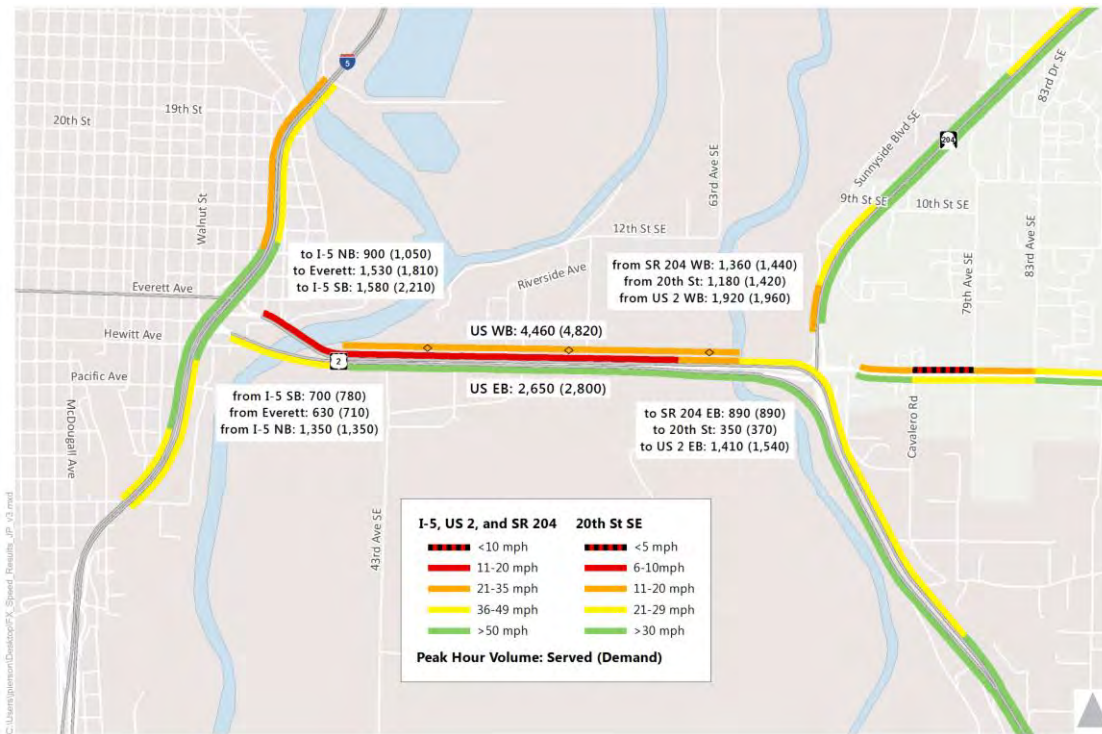 5
19th St
20th St
Walnut St
Sunnyside Blvd SE
83rd Dr SE
204
63rd Ave SE
9th St SE
10th St SE
12th St SE
79th Ave SE
83rd Ave SE
to I-5 NB: 900 (1,050)
to Everett: 1,530 (1,810)
to I-5 SB: 1,580 (2,210)
from SR 204 WB: 1,360 (1,440)
from 20th St: 1,180 (1,420)
from US 2 WB: 1,920 (1,960)
Riverside Ave
Everett Ave
Hewitt Ave
Pacific Ave
McDougall Ave
US WB: 4,460 (4,820)
2
US EB: 2,650 (2,800)
from I-5 SB: 700 (780)
from Everett: 630 (710)
from I-5 NB: 1,350 (1,350)
to SR 204 EB: 890 (890)
to 20th St: 350 (370)
to US 2 EB: 1,410 (1,540)
Cavalero Rd
43rd Ave SE
I-5, US 2, and SR 204 20th St SE
<10 mph <5 mph
11-20 mph 6-10mph
21-35 mph 11-20 mph
36-49 mph 21-29 mph
>50 mph >30 mph
Peak Hour Volume: Served (Demand)
C:\Users\jpierson\Desktop\FX_Speed_Results_JP_v3.mxd